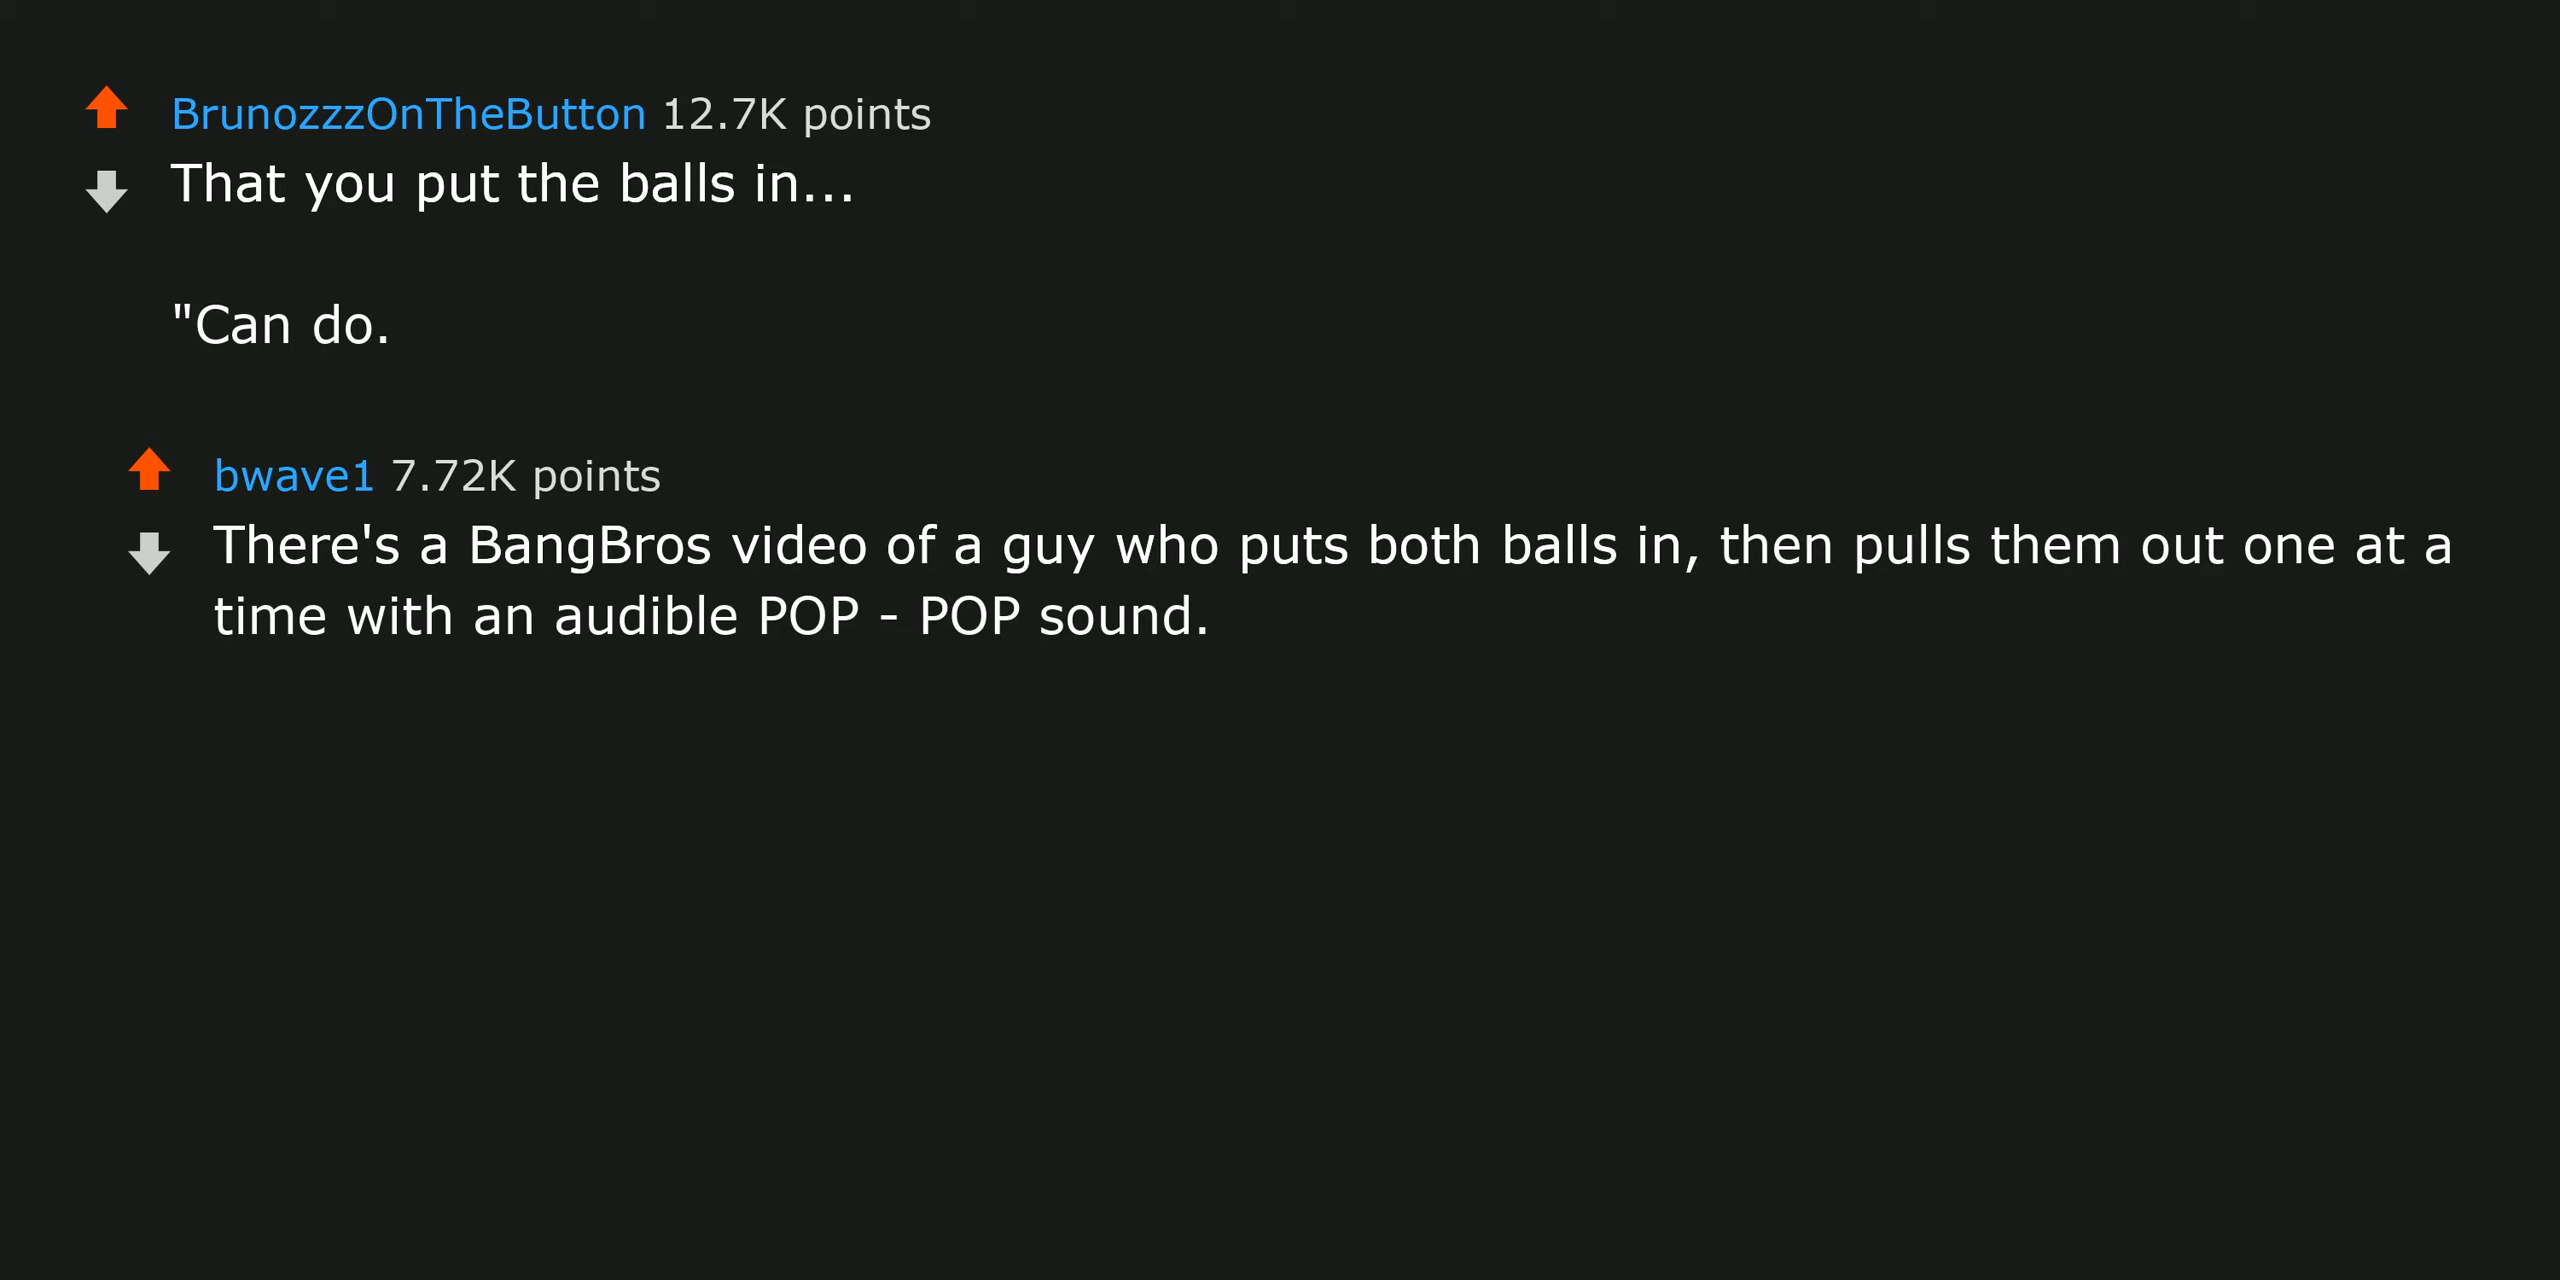 BrunozzzOnTheButton 12.7K points
That you put the balls in...
"Can do.
bwave1 7.72K points
There's a BangBros video of a guy who puts both balls in, then pulls them out one at a
time with an audible POP - POP sound.